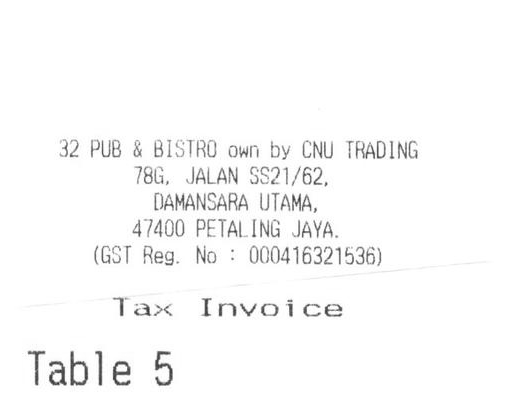 32 PUB & BISTRO own by CNU TRADING
78G, JALAN SS21/62,
DAMANSARA UTAMA,
47400 PETALING JAYA.
(GST Reg. No : 000416321536)
Tax Invoice
Table 5